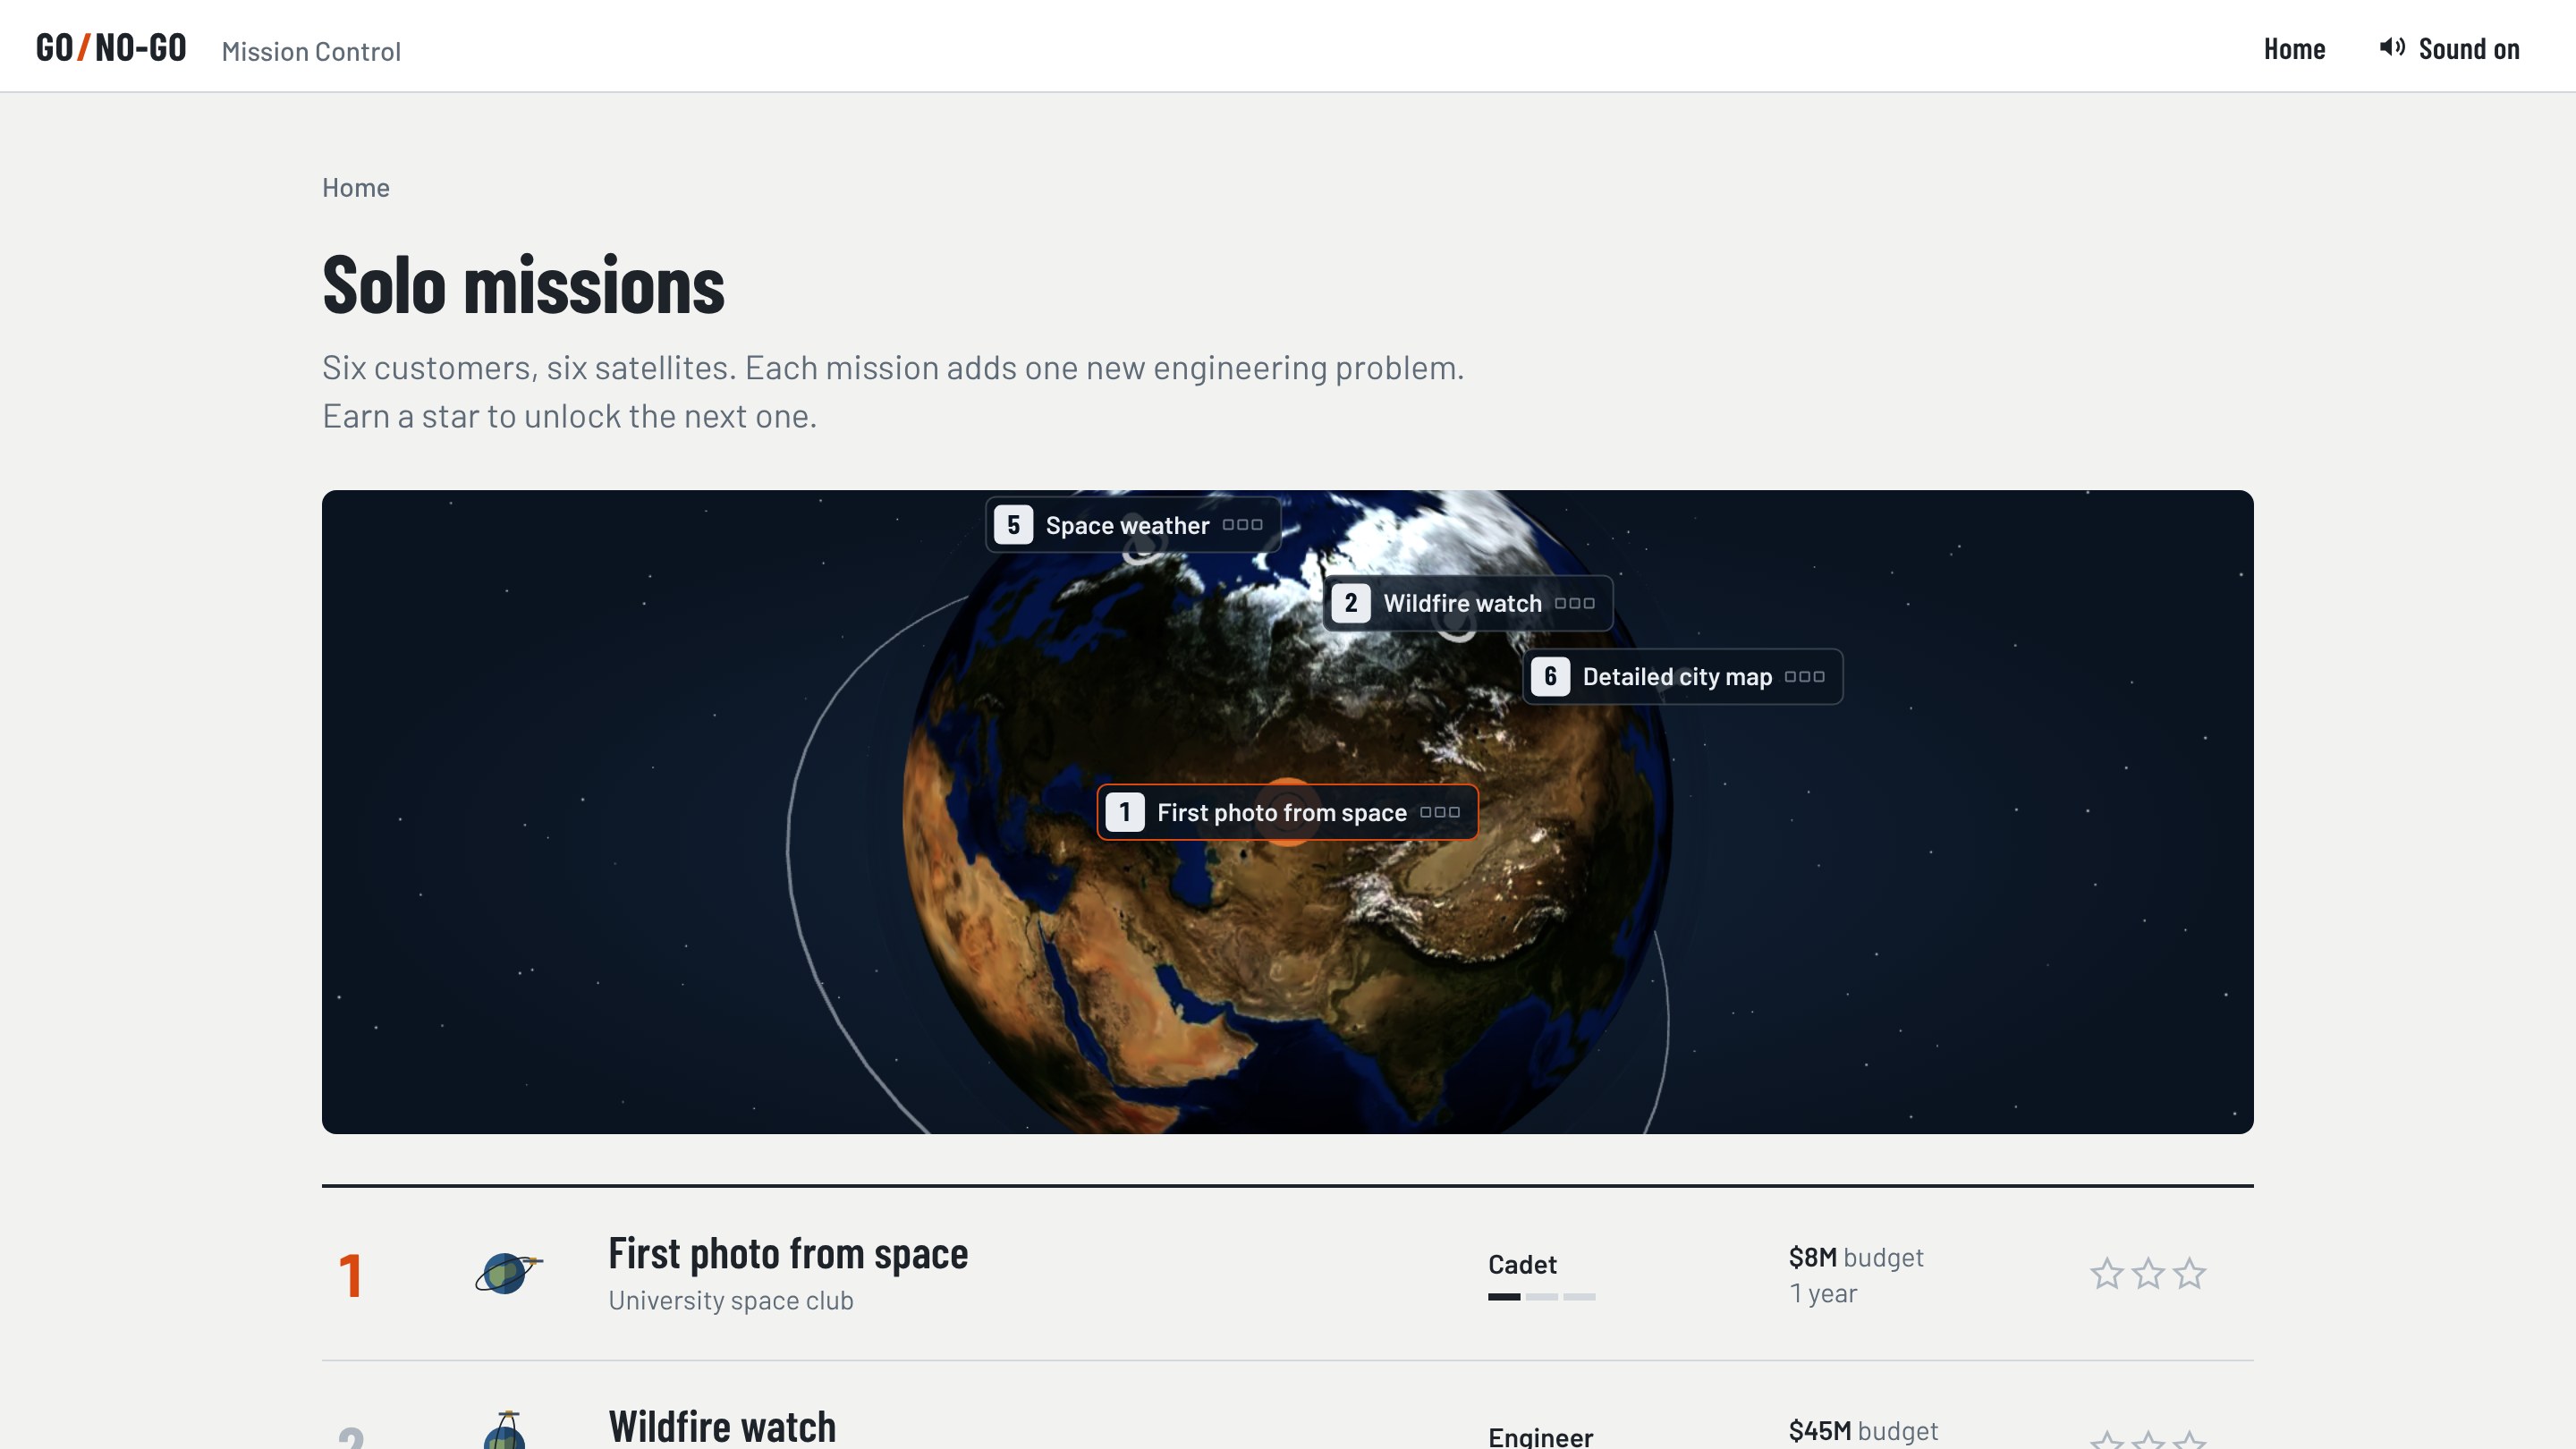 GO/NO-GO Mission Control Home Sound on
Home
Solo missions
Six customers, six satellites. Each mission adds one new engineering problem.
Earn a star to unlock the next one.
5 Space weather
2 Wildfire watch
6 Detailed city map
1 First photo from space
1 First photo from space
University space club
Cadet
$8M budget
1 year
2 Wildfire watch
Engineer
$45M budget